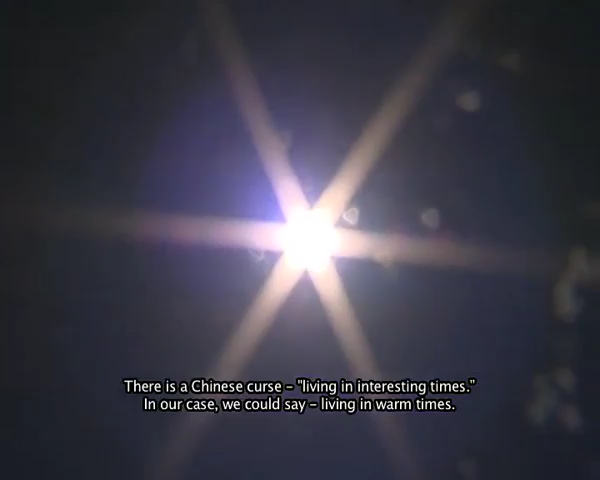 There is a Chinese curse – "living in interesting times."
In our case, we could say – living in warm times.